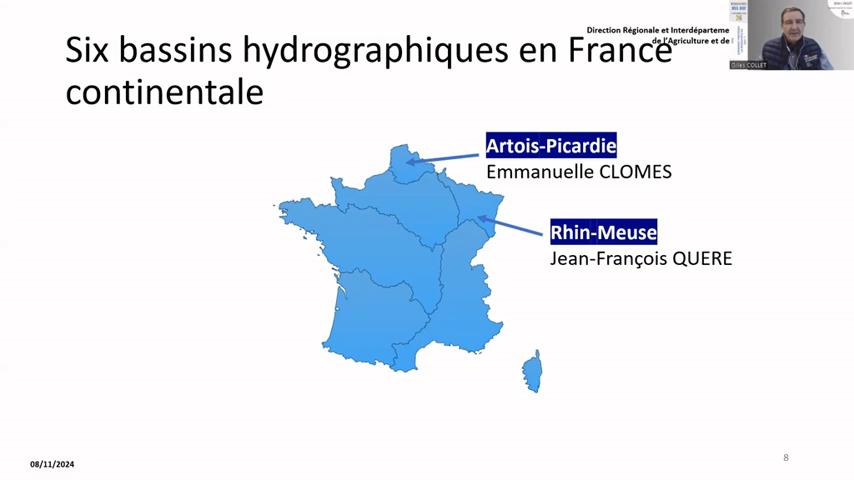 Six bassins hydrographiques en France
continentale
Direction Régionale et Interdéparteme
de l'Agriculture et de
Gilles COLLET
Artois-Picardie
Emmanuelle CLOMES
Rhin-Meuse
Jean-François QUERE
08/11/2024
8